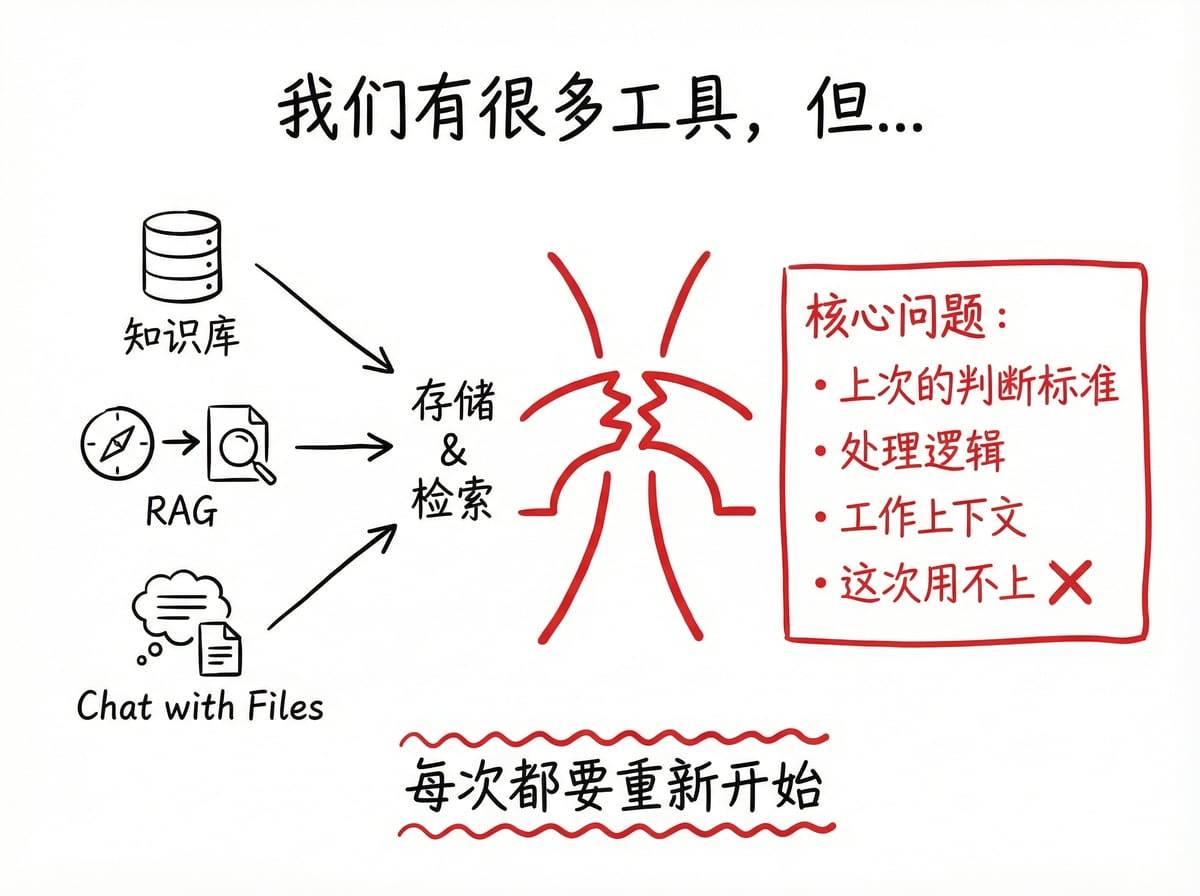 我们有很多工具，但...
知识库
RAG
Chat with Files
存储
&
检索
核心问题：
• 上次的判断标准
• 处理逻辑
• 工作上下文
• 这次用不上 ❌
每次都要重新开始